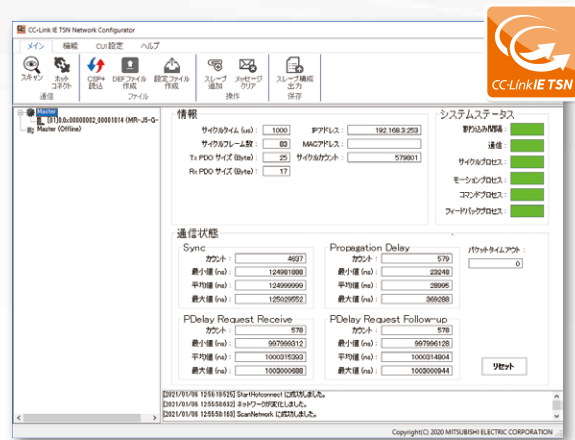 CC-Link IE TSN Network Configurator
メイン 機能 CUI設定 ヘルプ
スキャン ホットコネクト CSP+読込 DEFファイル作成 設定ファイル作成 スレーブ追加 メッセージクリア スレーブ構成出力
通信 ファイル 操作 保存
CC-Link IE TSN
Master
[01]0.0x00000002_00001014 (MR-J5-G-
Master (Offline)
情報
サイクルタイム (us): 1000 IPアドレス: 192.168.3.253
サイクルフレーム数: 83 MACアドレス:
Tx PDO サイズ (Byte): 25 サイクルカウント: 579801
Rx PDO サイズ (Byte): 17
システムステータス
割り込み間隔:
通信:
サイクルプロセス:
モーションプロセス:
コマンドプロセス:
フィードバックプロセス:
通信状態
Sync
カウント: 4637
最小値 (ns): 124981888
平均値 (ns): 124999999
最大値 (ns): 125029552
Propagation Delay
カウント: 579
最小値 (ns): 23248
平均値 (ns): 28995
最大値 (ns): 369288
パケットタイムアウト:
0
PDelay Request Receive
カウント: 578
最小値 (ns): 997999312
平均値 (ns): 1000315393
最大値 (ns): 1003000688
PDelay Request Follow-up
カウント: 578
最小値 (ns): 997996128
平均値 (ns): 1000314804
最大値 (ns): 1003000944
リセット
[2021/01/06 12:56:10:525] StartHotconnect に成功しました。
[2021/01/06 12:55:58:632] ネットワークが変化しました。
[2021/01/06 12:55:58:163] ScanNetwork に成功しました。
Copyright(C) 2020 MITSUBISHI ELECTRIC CORPORATION